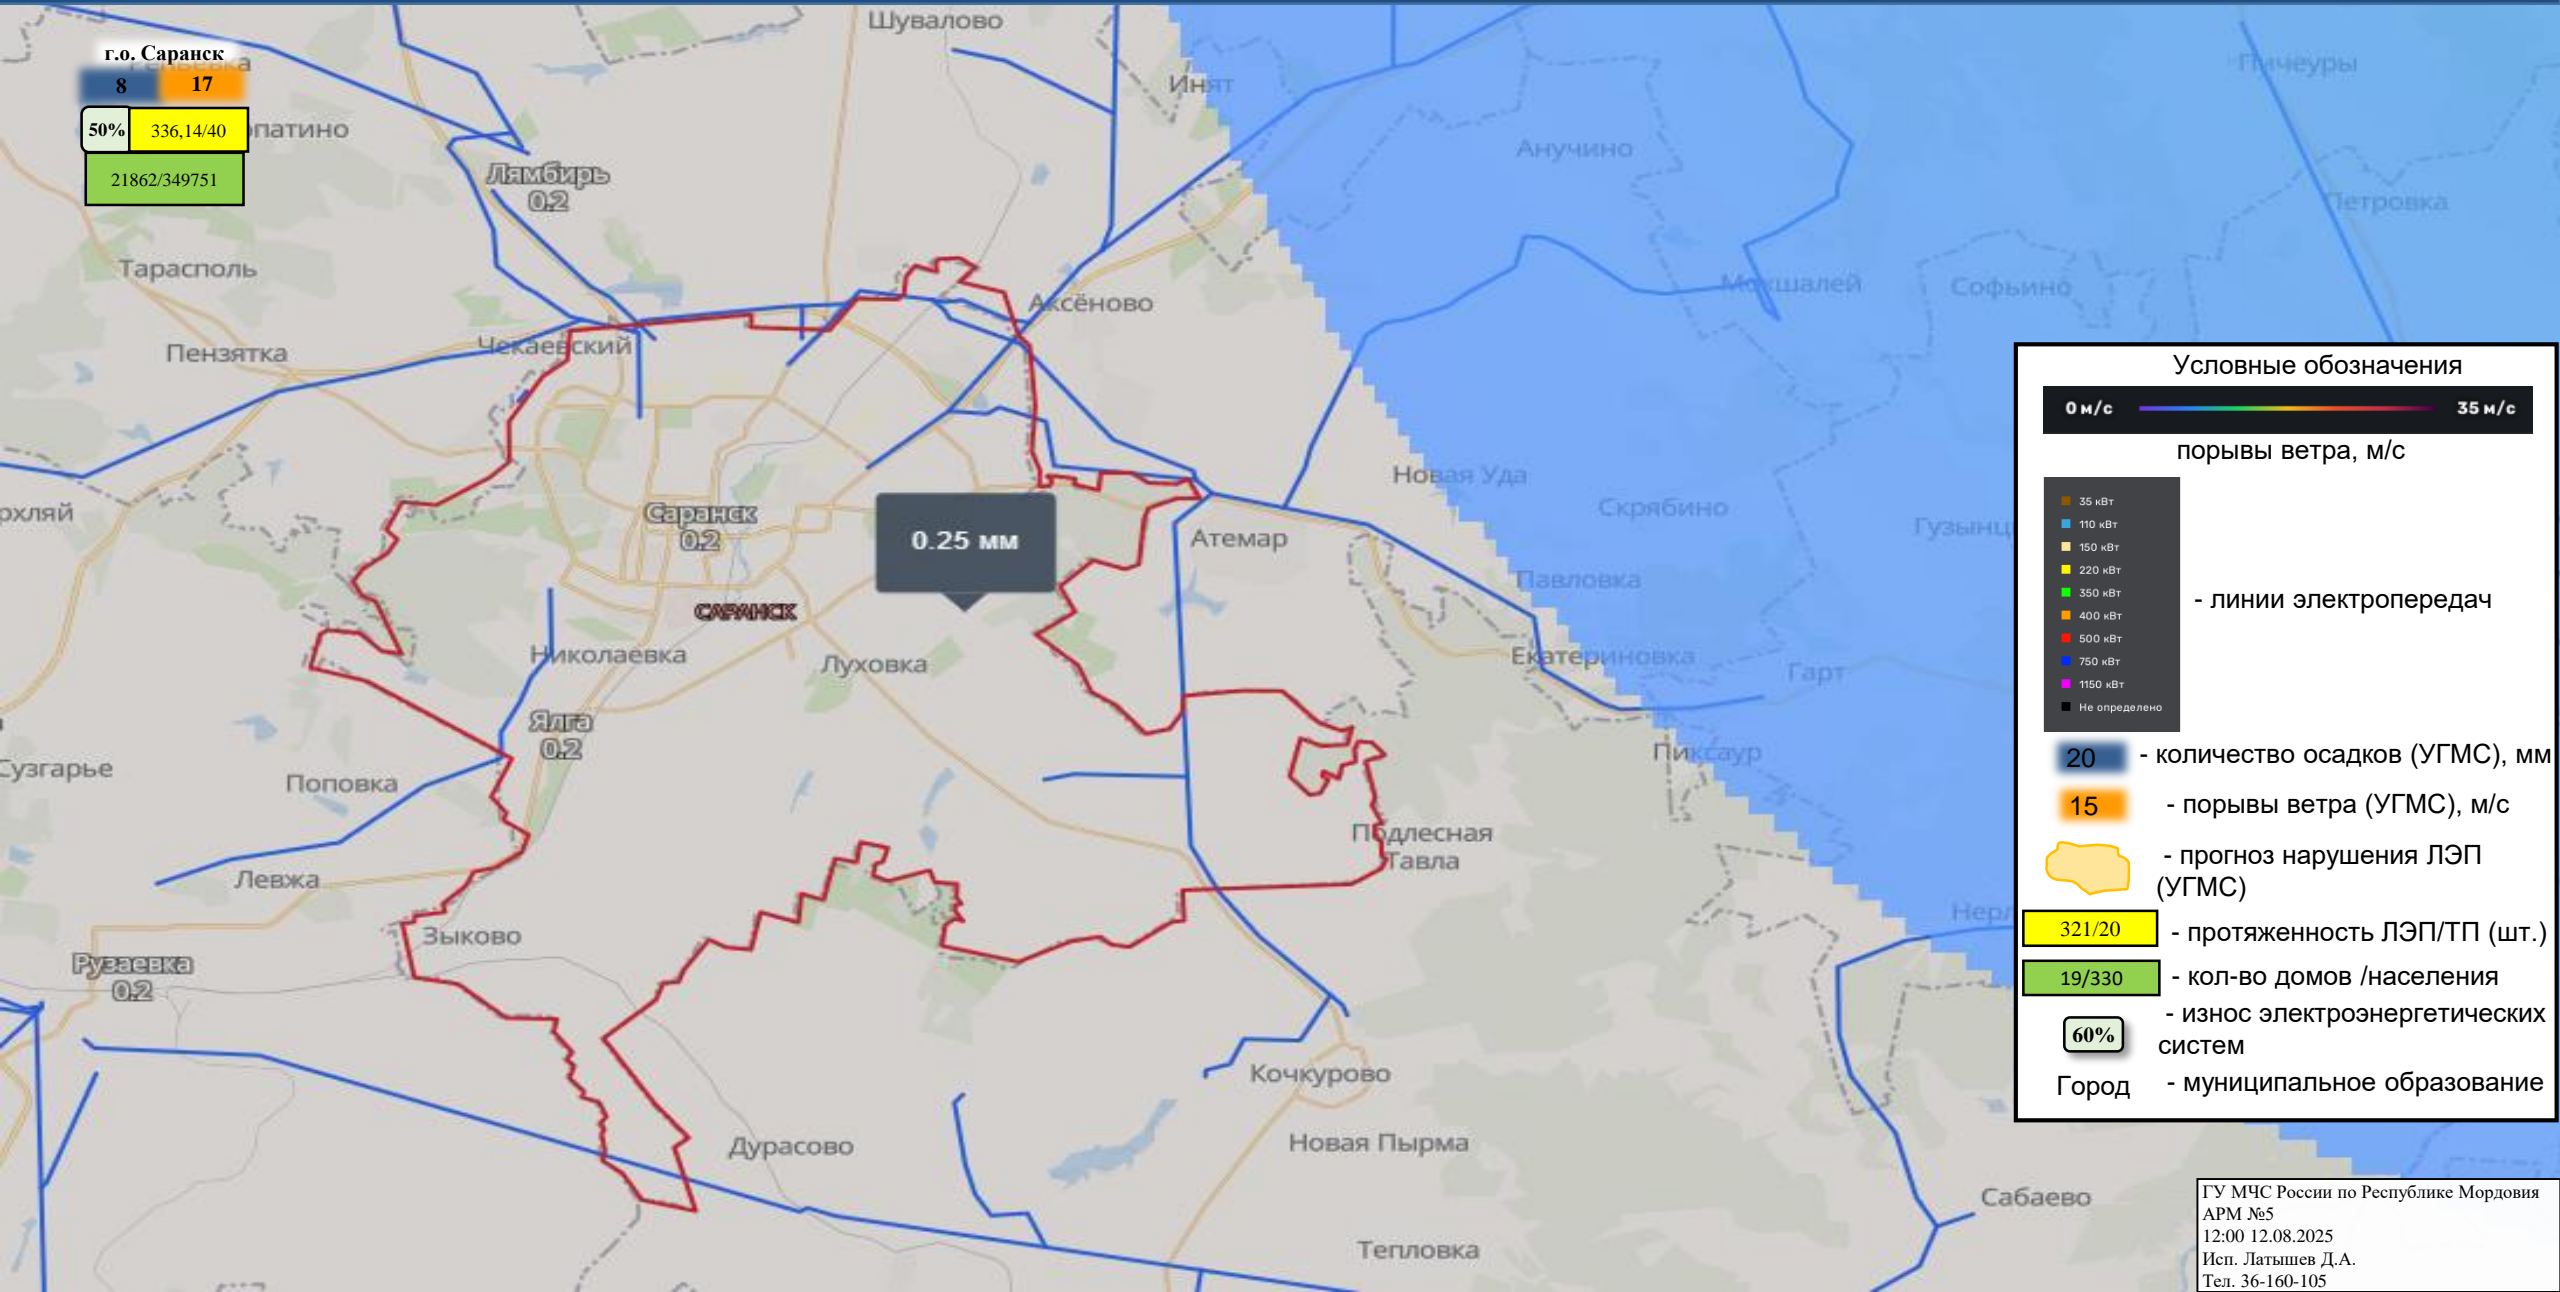 г.о. Саранск
8 17
50% 336,14/40
21862/349751
Шувалово
Инят
Пичеуры
Анучино
Лямбирь
0.2
Петровка
Тарасполь
Мокшалей
Софьино
Аксёново
Пензятка
Чекаевский
Новая Уда
Скрябино
Саранск
0.2
0.25 мм
Атемар
Павловка
САРАНСК
Николаевка
Луховка
Екатериновка
Гарт
Ялга
0.2
Пиксаур
Поповка
Сузгарье
Подлесная
Тавла
Левжа
Зыково
Рузаевка
0.2
Кочкурово
Дурасово
Новая Пырма
Сабаево
Тепловка
Условные обозначения
0 м/с 35 м/с
порывы ветра, м/с
35 кВт
110 кВт
150 кВт
220 кВт
350 кВт
400 кВт
500 кВт
750 кВт
1150 кВт
Не определено
- линии электропередач
20 - количество осадков (УГМС), мм
15 - порывы ветра (УГМС), м/с
- прогноз нарушения ЛЭП
(УГМС)
321/20 - протяженность ЛЭП/ТП (шт.)
19/330 - кол-во домов /населения
- износ электроэнергетических
60% систем
Город - муниципальное образование
ГУ МЧС России по Республике Мордовия
АРМ №5
12:00 12.08.2025
Исп. Латышев Д.А.
Тел. 36-160-105